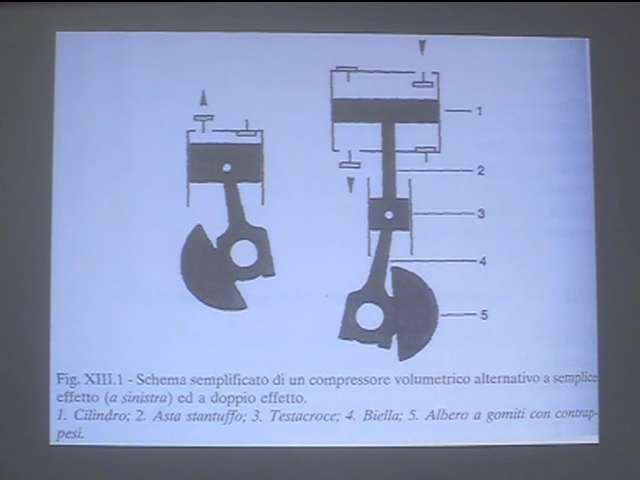 1
2
3
4
5
Fig. XIII.1 - Schema semplificato di un compressore volumetrico alternativo a semplice
effetto (a sinistra) ed a doppio effetto.
1. Cilindro; 2. Asta stantuffo; 3. Testacroce; 4. Biella; 5. Albero a gomiti con contrap-
pesi.